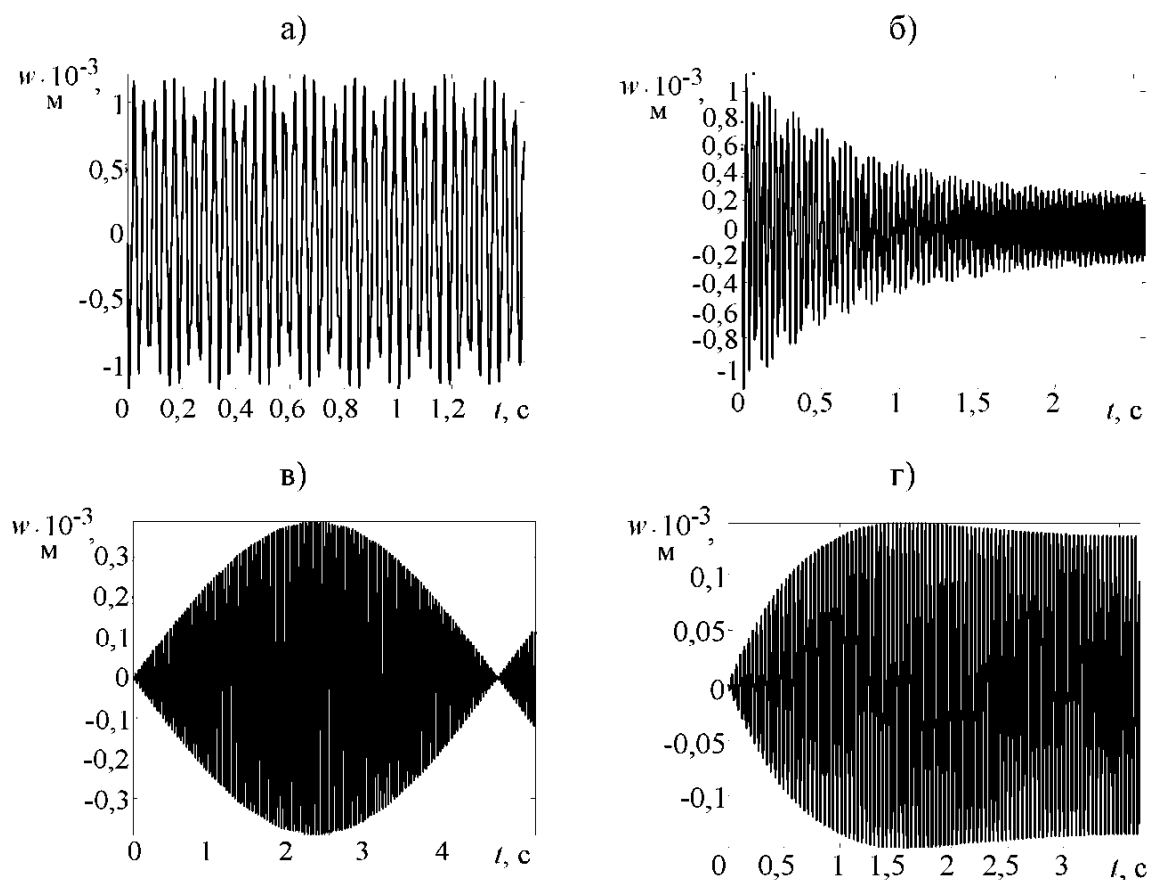 а)
w · 10-3,
м
1
0,5
0
-0,5
-1
0 0,2 0,4 0,6 0,8 1 1,2 t, с
б)
w · 10-3,
м
1
0,8
0,6
0,4
0,2
0
-0,2
-0,4
-0,6
-0,8
-1
0 0,5 1 1,5 2 t, с
в)
w · 10-3,
м
0,3
0,2
0,1
0
-0,1
-0,2
-0,3
0 1 2 3 4 t, с
г)
w · 10-3,
м
0,1
0,05
0
-0,05
-0,1
0 0,5 1 1,5 2 2,5 3 t, с